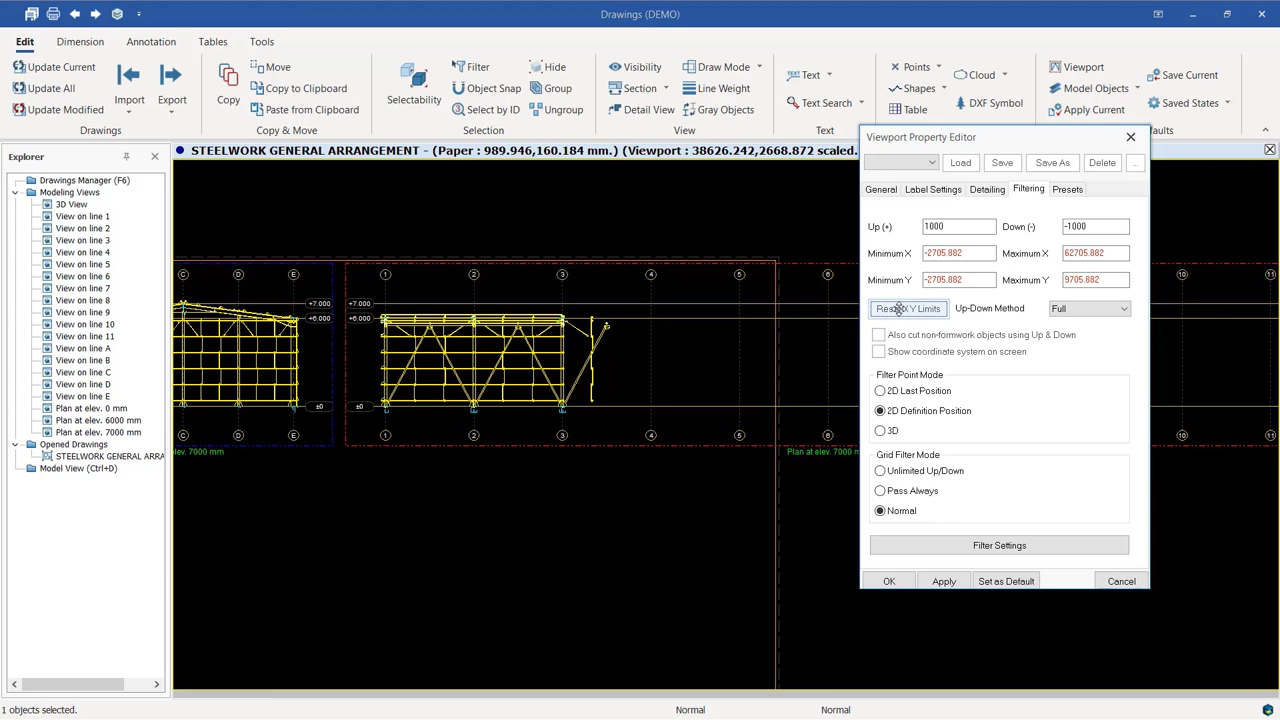 Drawings (DEMO)
Edit Dimension Annotation Tables Tools
Update Current
Update All
Update Modified
Import
Export
Drawings
Copy
Move
Copy to Clipboard
Paste from Clipboard
Copy & Move
Selectability
Filter
Object Snap
Select by ID
Hide
Group
Ungroup
Selection
Visibility
Section
Detail View
Draw Mode
Line Weight
Gray Objects
View
Text
Text Search
Text
Points
Shapes
Table
Cloud
DXF Symbol
Viewport
Model Objects
Apply Current
Save Current
Saved States
aults
Explorer
Drawings Manager (F6)
Modeling Views
3D View
View on line 1
View on line 2
View on line 3
View on line 4
View on line 5
View on line 6
View on line 7
View on line 8
View on line 9
View on line 10
View on line 11
View on line A
View on line B
View on line C
View on line D
View on line E
Plan at elev. 0 mm
Plan at elev. 6000 mm
Plan at elev. 7000 mm
Opened Drawings
STEELWORK GENERAL ARRA
Model View (Ctrl+D)
STEELWORK GENERAL ARRANGEMENT - (Paper : 989.946,160.184 mm.) (Viewport : 38626.242,2668.872 scaled.
C D E 1 2 3 4 5 6 10 11
+7.000 +7.000
+6.000 +6.000
±0 ±0
C D E 1 2 3 4 5 6 10 11
elev. 7000 mm
Plan at elev. 7000 m
Viewport Property Editor
Load Save Save As Delete ...
General Label Settings Detailing Filtering Presets
Up (+) 1000 Down (-) -1000
Minimum X -2705.882 Maximum X 62705.882
Minimum Y -2705.882 Maximum Y 9705.882
Y Limits Up-Down Method Full
Also cut non-formwork objects using Up & Down
Show coordinate system on screen
Filter Point Mode
2D Last Position
2D Definition Position
3D
Grid Filter Mode
Unlimited Up/Down
Pass Always
Normal
Filter Settings
OK Apply Set as Default Cancel
1 objects selected. Normal Normal